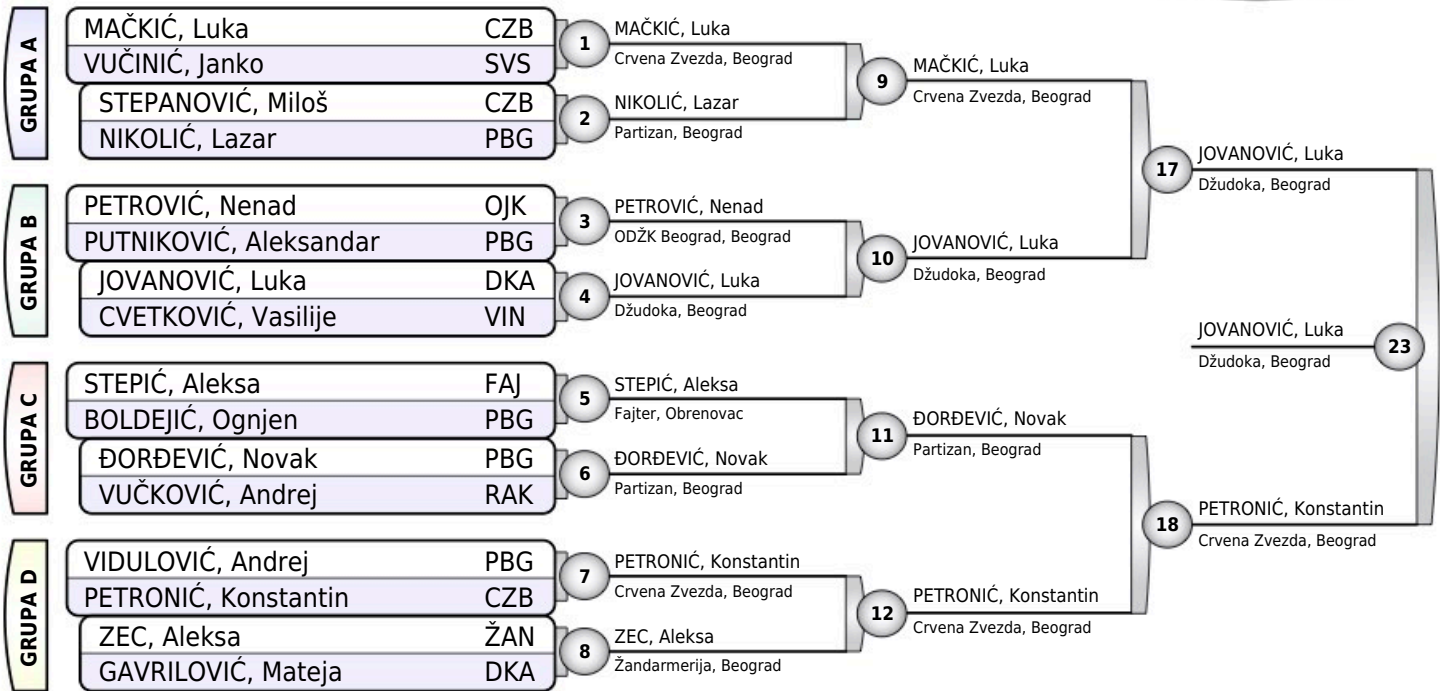 GRUPA A
MAČKIĆ, Luka CZB
VUČINIĆ, Janko SVS
STEPANOVIĆ, Miloš CZB
NIKOLIĆ, Lazar PBG
GRUPA B
PETROVIĆ, Nenad OJK
PUTNIKOVIĆ, Aleksandar PBG
JOVANOVIĆ, Luka DKA
CVETKOVIĆ, Vasilije VIN
GRUPA C
STEPIĆ, Aleksa FAJ
BOLDEJIĆ, Ognjen PBG
ĐORĐEVIĆ, Novak PBG
VUČKOVIĆ, Andrej RAK
GRUPA D
VIDULOVIĆ, Andrej PBG
PETRONIĆ, Konstantin CZB
ZEC, Aleksa ŽAN
GAVRILOVIĆ, Mateja DKA
1
MAČKIĆ, Luka
Crvena Zvezda, Beograd
2
NIKOLIĆ, Lazar
Partizan, Beograd
3
PETROVIĆ, Nenad
ODŽK Beograd, Beograd
4
JOVANOVIĆ, Luka
Džudoka, Beograd
5
STEPIĆ, Aleksa
Fajter, Obrenovac
6
ĐORĐEVIĆ, Novak
Partizan, Beograd
7
PETRONIĆ, Konstantin
Crvena Zvezda, Beograd
8
ZEC, Aleksa
Žandarmerija, Beograd
9
MAČKIĆ, Luka
Crvena Zvezda, Beograd
10
JOVANOVIĆ, Luka
Džudoka, Beograd
11
ĐORĐEVIĆ, Novak
Partizan, Beograd
12
PETRONIĆ, Konstantin
Crvena Zvezda, Beograd
17
JOVANOVIĆ, Luka
Džudoka, Beograd
18
PETRONIĆ, Konstantin
Crvena Zvezda, Beograd
JOVANOVIĆ, Luka
Džudoka, Beograd
23